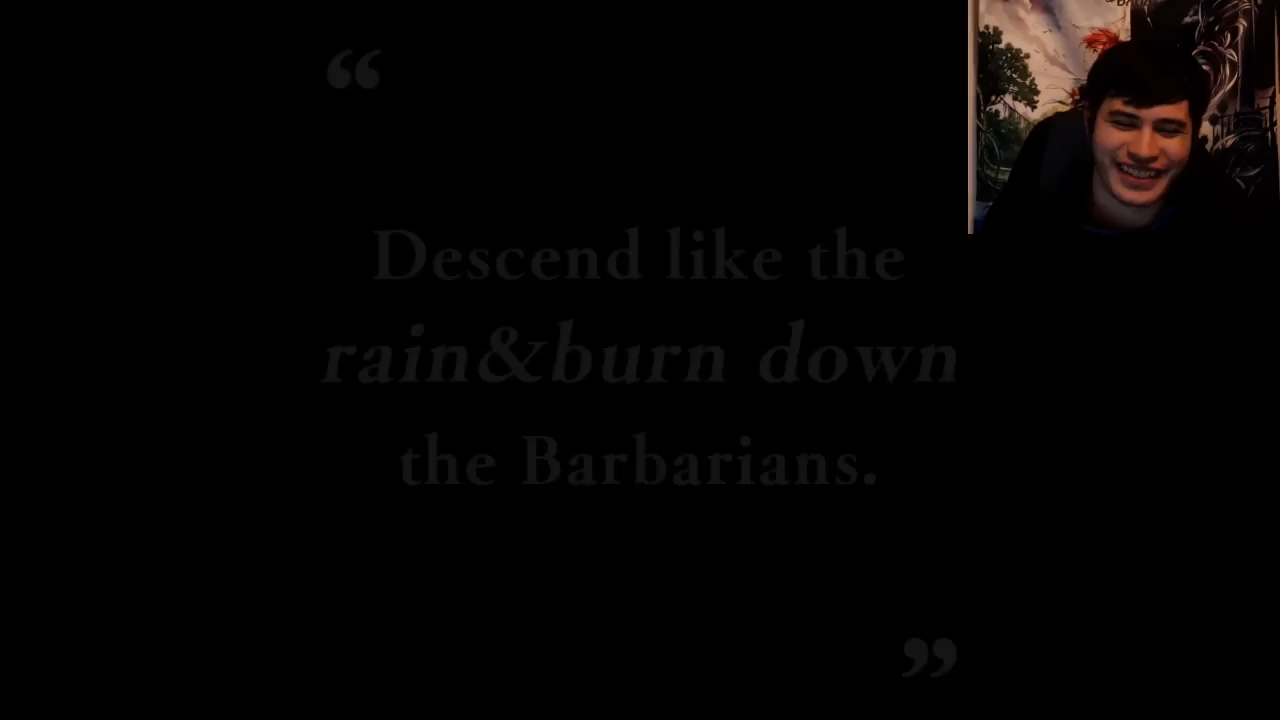 “
Descend like the
rain&burn down
the Barbarians.
”